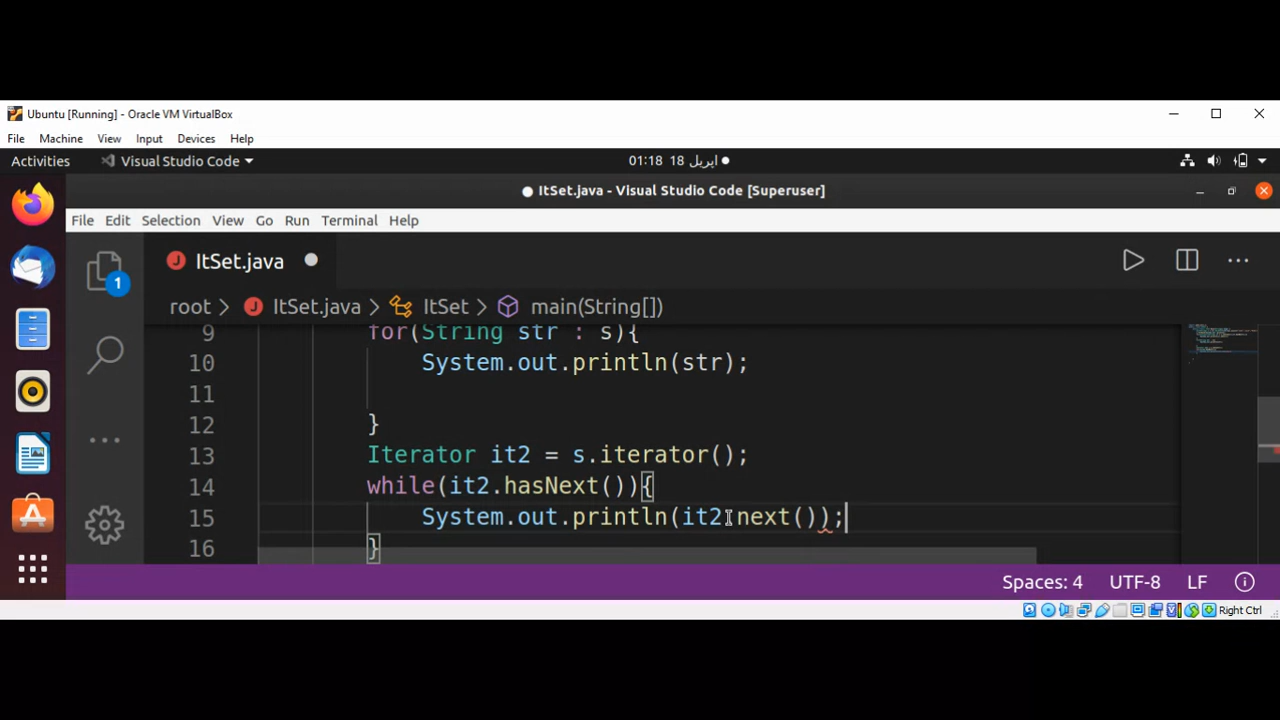 Ubuntu [Running] - Oracle VM VirtualBox
File Machine View Input Devices Help
Activities Visual Studio Code 01:18 18 اپریل
ItSet.java - Visual Studio Code [Superuser]
File Edit Selection View Go Run Terminal Help
1 J ItSet.java
root > J ItSet.java > ItSet > main(String[])
9 for(String str : s){
10 System.out.println(str);
11
12 }
13 Iterator it2 = s.iterator();
14 while(it2.hasNext()){
15 System.out.println(it2.next());
16 }
Spaces: 4 UTF-8 LF
Right Ctrl